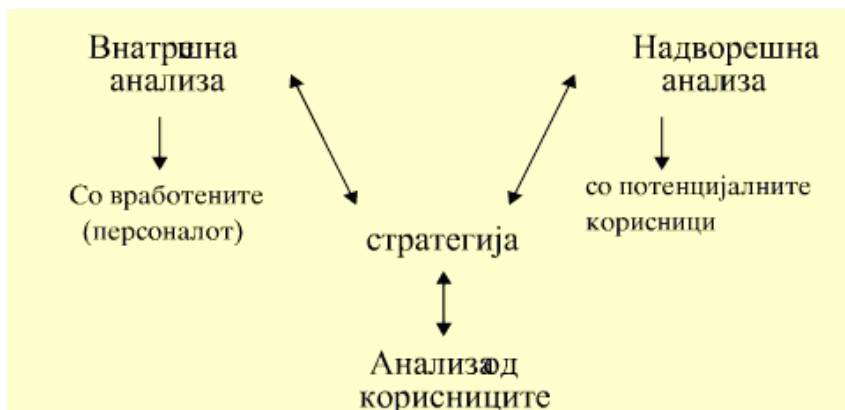 Внатрешна
анализа
Со вработените
(персоналот)
Надворешна
анализа
со потенцијалните
корисници
стратегија
Анализа од
корисниците